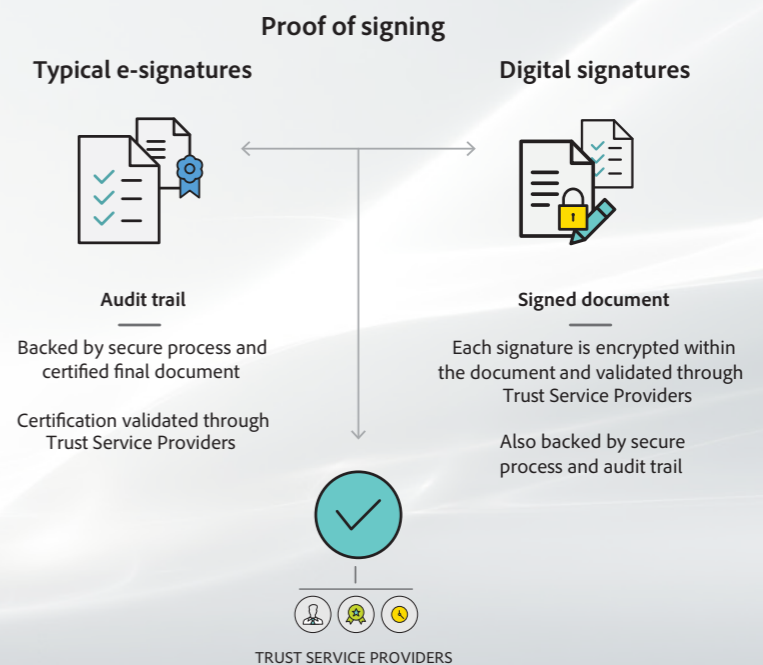 Proof of signing
Typical e-signatures
Audit trail
Backed by secure process and
certified final document
Certification validated through
Trust Service Providers
Digital signatures
Signed document
Each signature is encrypted within
the document and validated through
Trust Service Providers
Also backed by secure
process and audit trail
TRUST SERVICE PROVIDERS